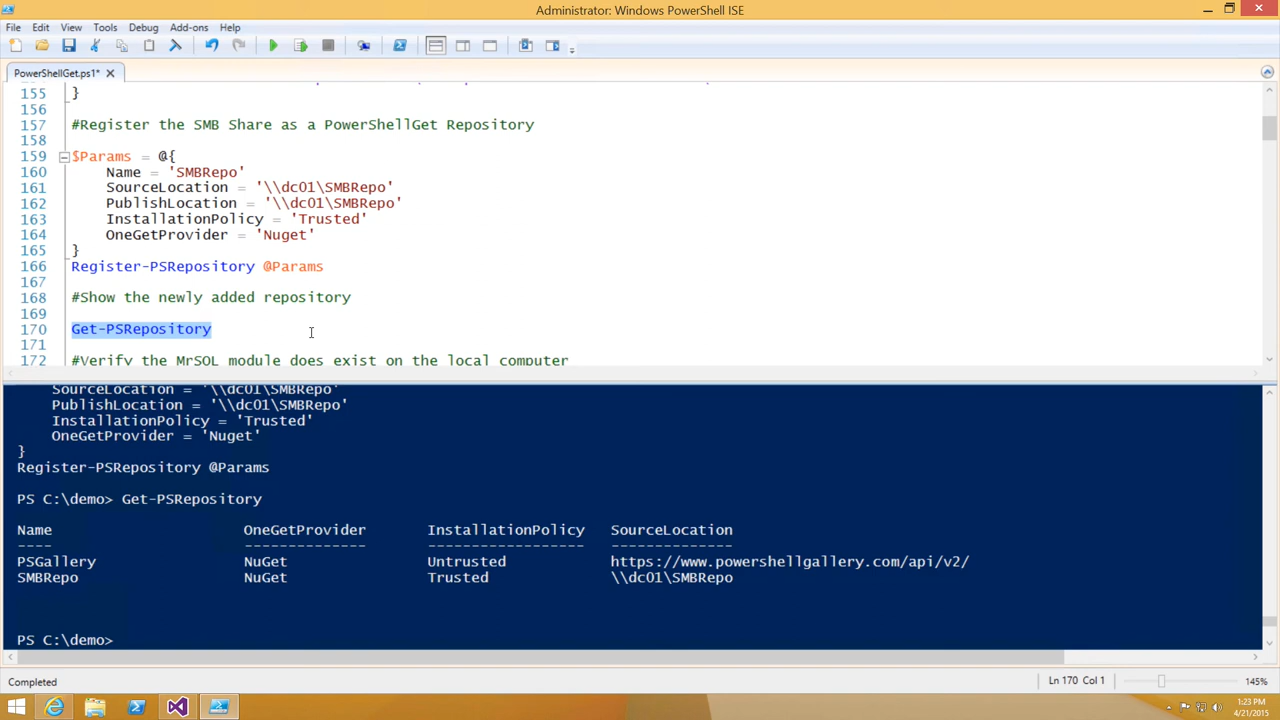 Administrator: Windows PowerShell ISE
File Edit View Tools Debug Add-ons Help
PowerShellGet.ps1*
155 }
156
157 #Register the SMB Share as a PowerShellGet Repository
158
159 $Params = @{
160 Name = 'SMBRepo'
161 SourceLocation = '\\dc01\SMBRepo'
162 PublishLocation = '\\dc01\SMBRepo'
163 InstallationPolicy = 'Trusted'
164 OneGetProvider = 'Nuget'
165 }
166 Register-PSRepository @Params
167
168 #Show the newly added repository
169
170 Get-PSRepository
171
172 #Verify the MrSQL module does exist on the local computer
SourceLocation = '\\dc01\SMBRepo'
PublishLocation = '\\dc01\SMBRepo'
InstallationPolicy = 'Trusted'
OneGetProvider = 'Nuget'
}
Register-PSRepository @Params
PS C:\demo> Get-PSRepository
Name OneGetProvider InstallationPolicy SourceLocation
---- -------------- ------------------ --------------
PSGallery NuGet Untrusted https://www.powershellgallery.com/api/v2/
SMBRepo NuGet Trusted \\dc01\SMBRepo
PS C:\demo>
Completed Ln 170 Col 1 145%
1:23 PM
4/21/2015